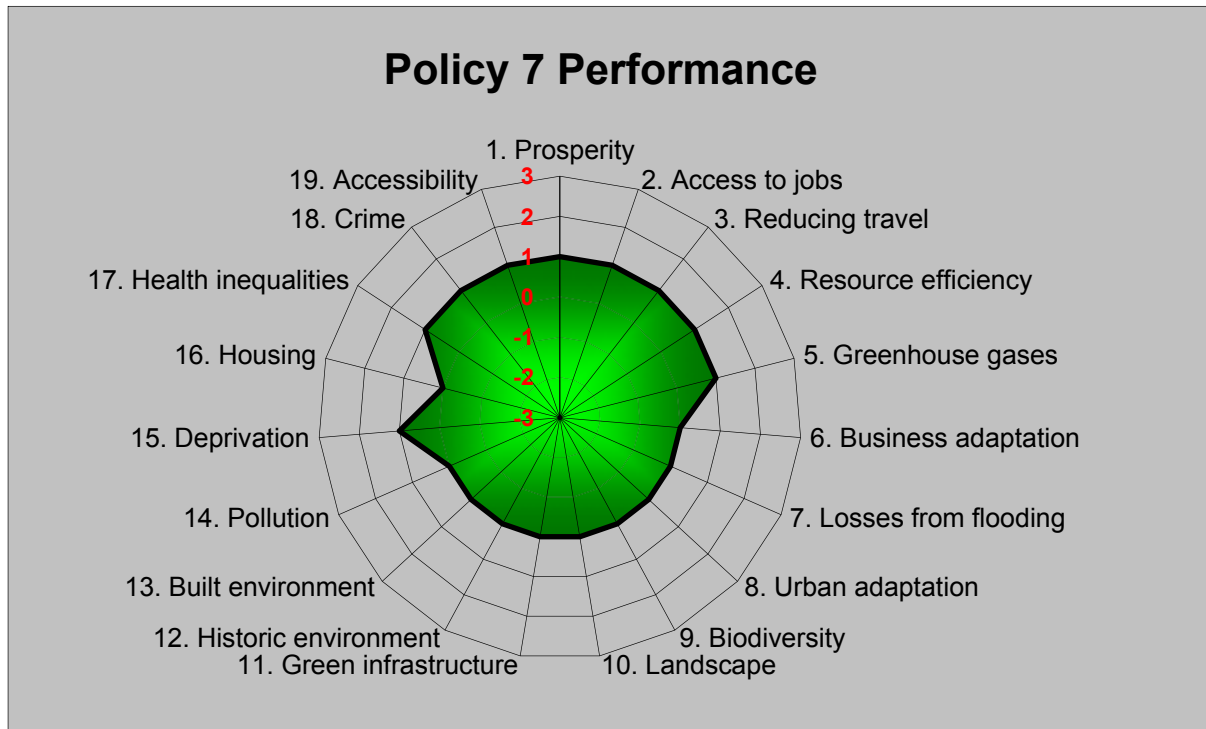 Policy 7 Performance
1. Prosperity
2. Access to jobs
3. Reducing travel
4. Resource efficiency
5. Greenhouse gases
6. Business adaptation
7. Losses from flooding
8. Urban adaptation
9. Biodiversity
10. Landscape
11. Green infrastructure
12. Historic environment
13. Built environment
14. Pollution
15. Deprivation
16. Housing
17. Health inequalities
18. Crime
19. Accessibility
3
2
1
0
-1
-2
-3